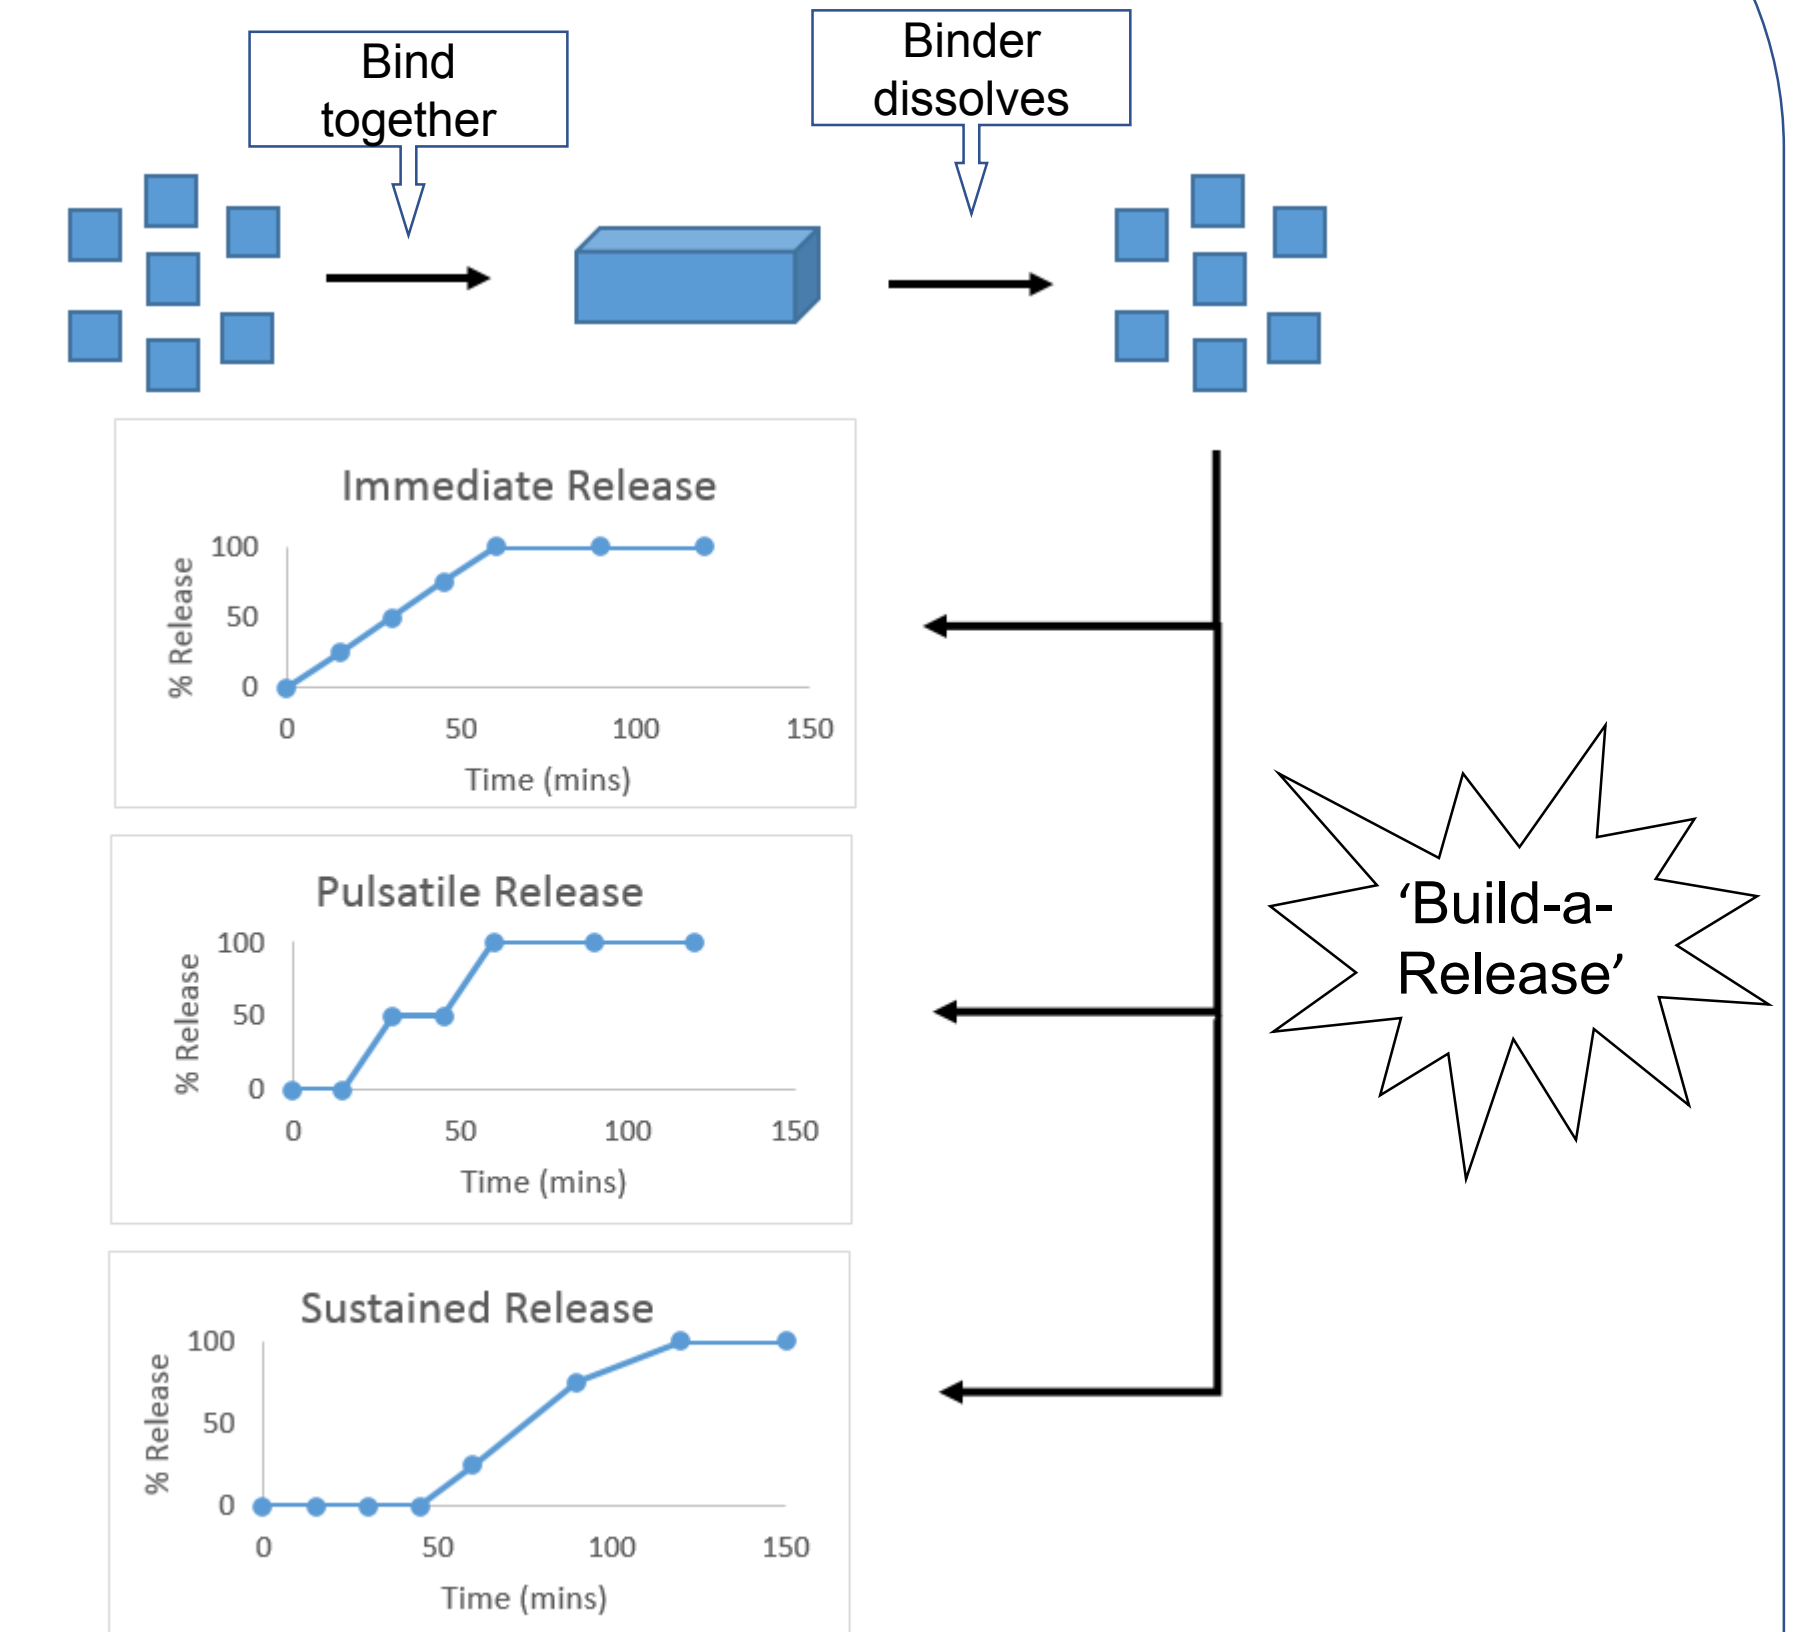 Bind
together
Binder
dissolves
Immediate Release
% Release
100
50
0
0 50 100 150
Time (mins)
Pulsatile Release
% Release
100
50
0
0 50 100 150
Time (mins)
‘Build-a-
Release’
Sustained Release
% Release
100
50
0
0 50 100 150
Time (mins)